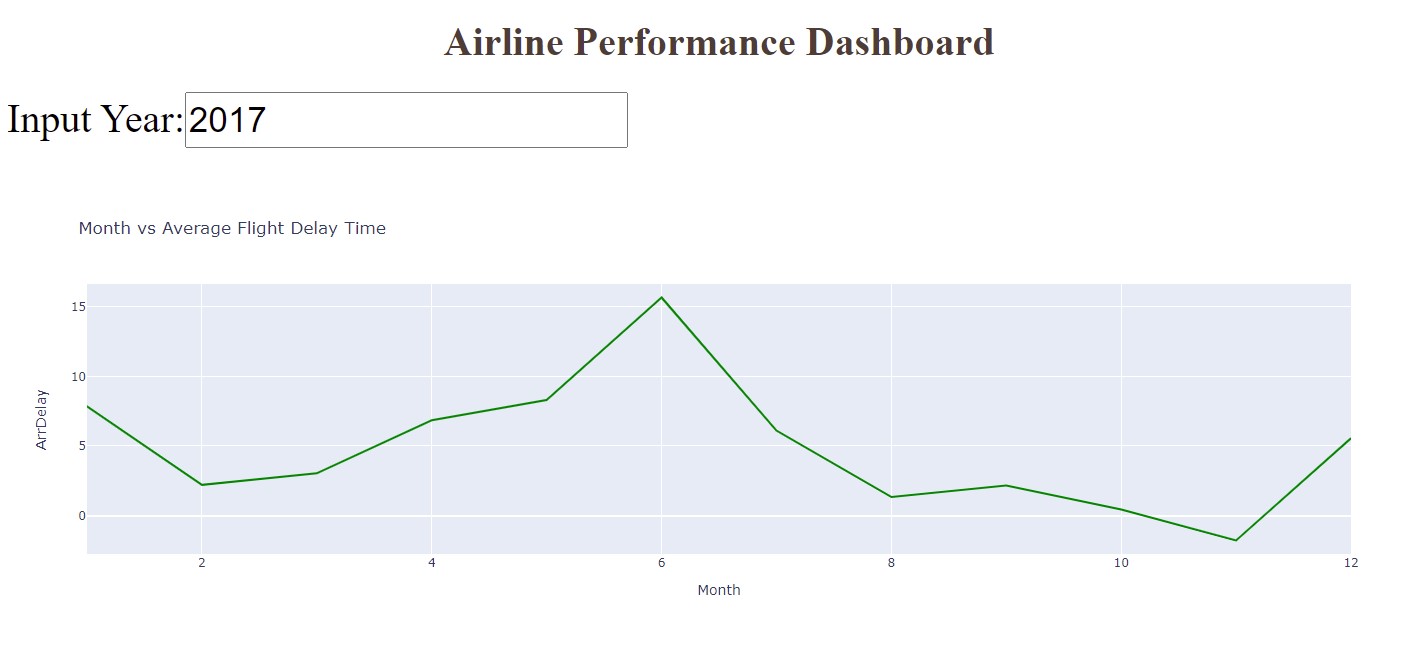 Airline Performance Dashboard
Input Year: 2017
Month vs Average Flight Delay Time
15
10
5
0
ArrDelay
2 4 6 8 10 12
Month